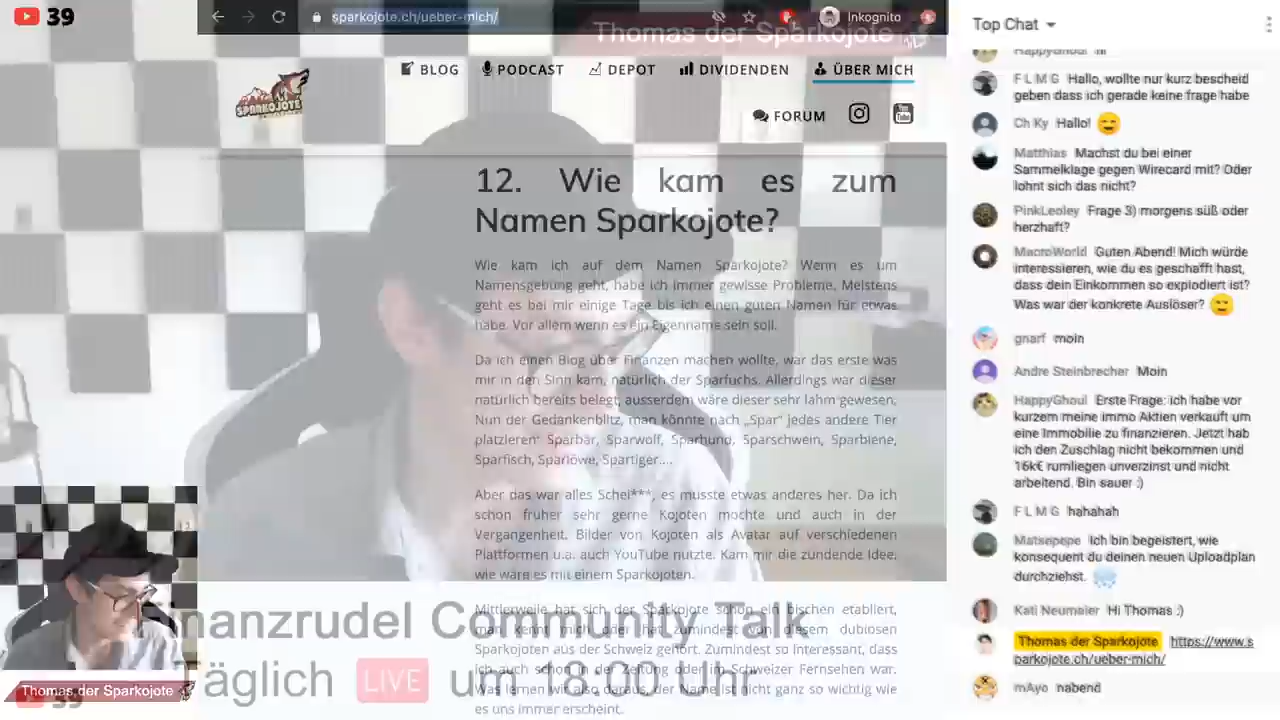 39
sparkojote.ch/ueber-mich/
Inkognito
Thomas der Sparkojote
SPARKOJOTE
BLOG
PODCAST
DEPOT
DIVIDENDEN
ÜBER MICH
FORUM
12. Wie kam es zum
Namen Sparkojote?
Wie kam ich auf dem Namen Sparkojote? Wenn es um
Namensgebung geht, habe ich immer gewisse Probleme. Meistens
geht es bei mir einige Tage bis ich einen guten Namen für etwas
habe. Vor allem wenn es ein Eigenname sein soll.
Da ich einen Blog über Finanzen machen wollte, war das erste was
mir in den Sinn kam, natürlich der Sparfuchs. Allerdings war dieser
natürlich bereits belegt, ausserdem wäre dieser sehr lahm gewesen.
Nun der Gedankenblitz, man könnte nach „Spar" jedes andere Tier
platzieren: Sparbär, Sparwolf, Sparhund, Sparschwein, Sparbiene,
Sparfisch, Sparlöwe, Spartiger....
Aber das war alles Schei***, es musste etwas anderes her. Da ich
schon früher sehr gerne Kojoten mochte und auch in der
Vergangenheit, Bilder von Kojoten als Avatar auf verschiedenen
Plattformen u.a. auch YouTube nutzte. Kam mir die zündende Idee,
wie wärs es mit einem Sparkojoten.
Mittlerweile hat sich der Sparkojote schon ein bischen etabliert,
man kennt mich oder hat zumindest von diesem dubiosen
Sparkojoten aus der Schweiz gehört. Zumindest so interessant, dass
ich auch schon in der Zeitung oder im Schweizer Fernsehen war.
Was lernen wir also daraus, der Name ist nicht ganz so wichtig wie
es uns immer erscheint.
nanzrudel Community Talk
Täglich LIVE um 18:00 Uhr
Thomas der Sparkojote
39
Top Chat
HappyGhoul hi
F L M G Hallo, wollte nur kurz bescheid
geben dass ich gerade keine frage habe
Ch Ky Hallo!
Matthias Machst du bei einer
Sammelklage gegen Wirecard mit? Oder
lohnt sich das nicht?
PinkLeoley Frage 3) morgens süß oder
herzhaft?
MacroWorld Guten Abend! Mich würde
interessieren, wie du es geschafft hast,
dass dein Einkommen so explodiert ist?
Was war der konkrete Auslöser?
gnarf moin
Andre Steinbrecher Moin
HappyGhoul Erste Frage: ich habe vor
kurzem meine immo Aktien verkauft um
eine Immobilie zu finanzieren. Jetzt hab
ich den Zuschlag nicht bekommen und
16k€ rumliegen unverzinst und nicht
arbeitend. Bin sauer :)
F L M G hahahah
Matsepepe Ich bin begeistert, wie
konsequent du deinen neuen Uploadplan
durchziehst.
Kati Neumaier Hi Thomas :)
Thomas der Sparkojote https://www.s
parkojote.ch/ueber-mich/
mAyo nabend